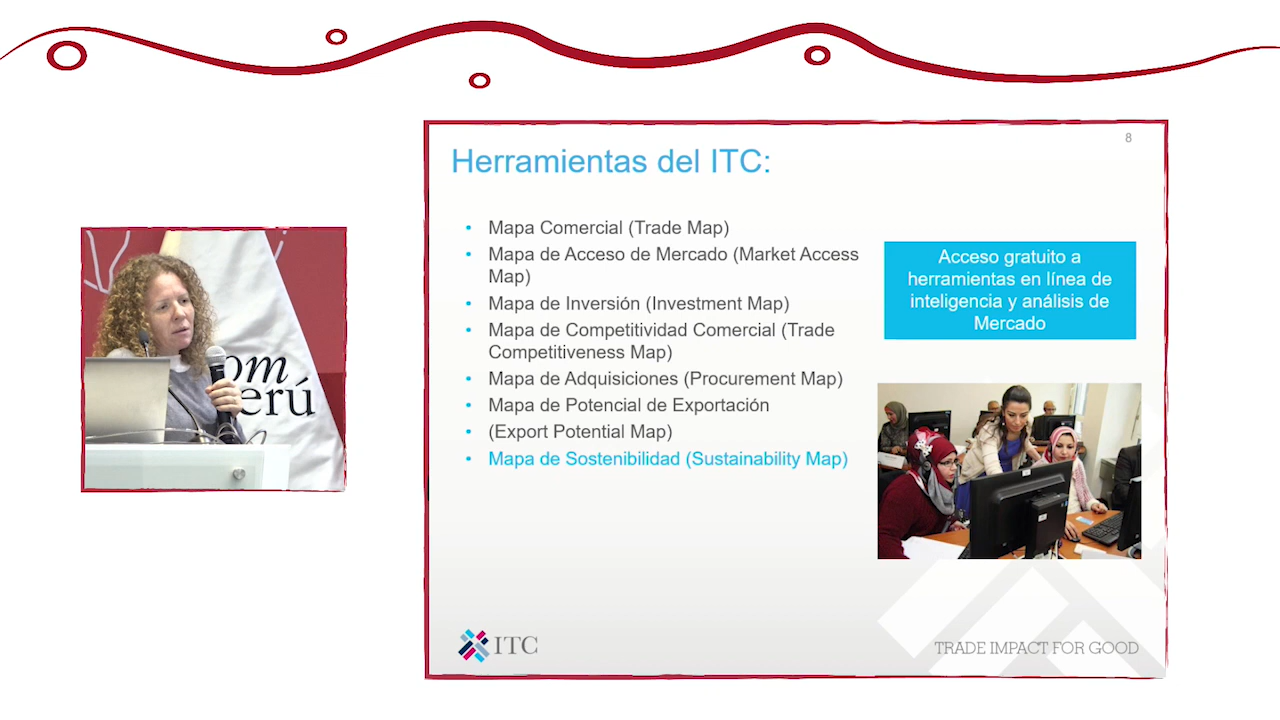 8
Herramientas del ITC:
• Mapa Comercial (Trade Map)
• Mapa de Acceso de Mercado (Market Access
Map)
• Mapa de Inversión (Investment Map)
• Mapa de Competitividad Comercial (Trade
Competitiveness Map)
• Mapa de Adquisiciones (Procurement Map)
• Mapa de Potencial de Exportación
• (Export Potential Map)
• Mapa de Sostenibilidad (Sustainability Map)
Acceso gratuito a
herramientas en línea de
inteligencia y análisis de
Mercado
ITC
TRADE IMPACT FOR GOOD